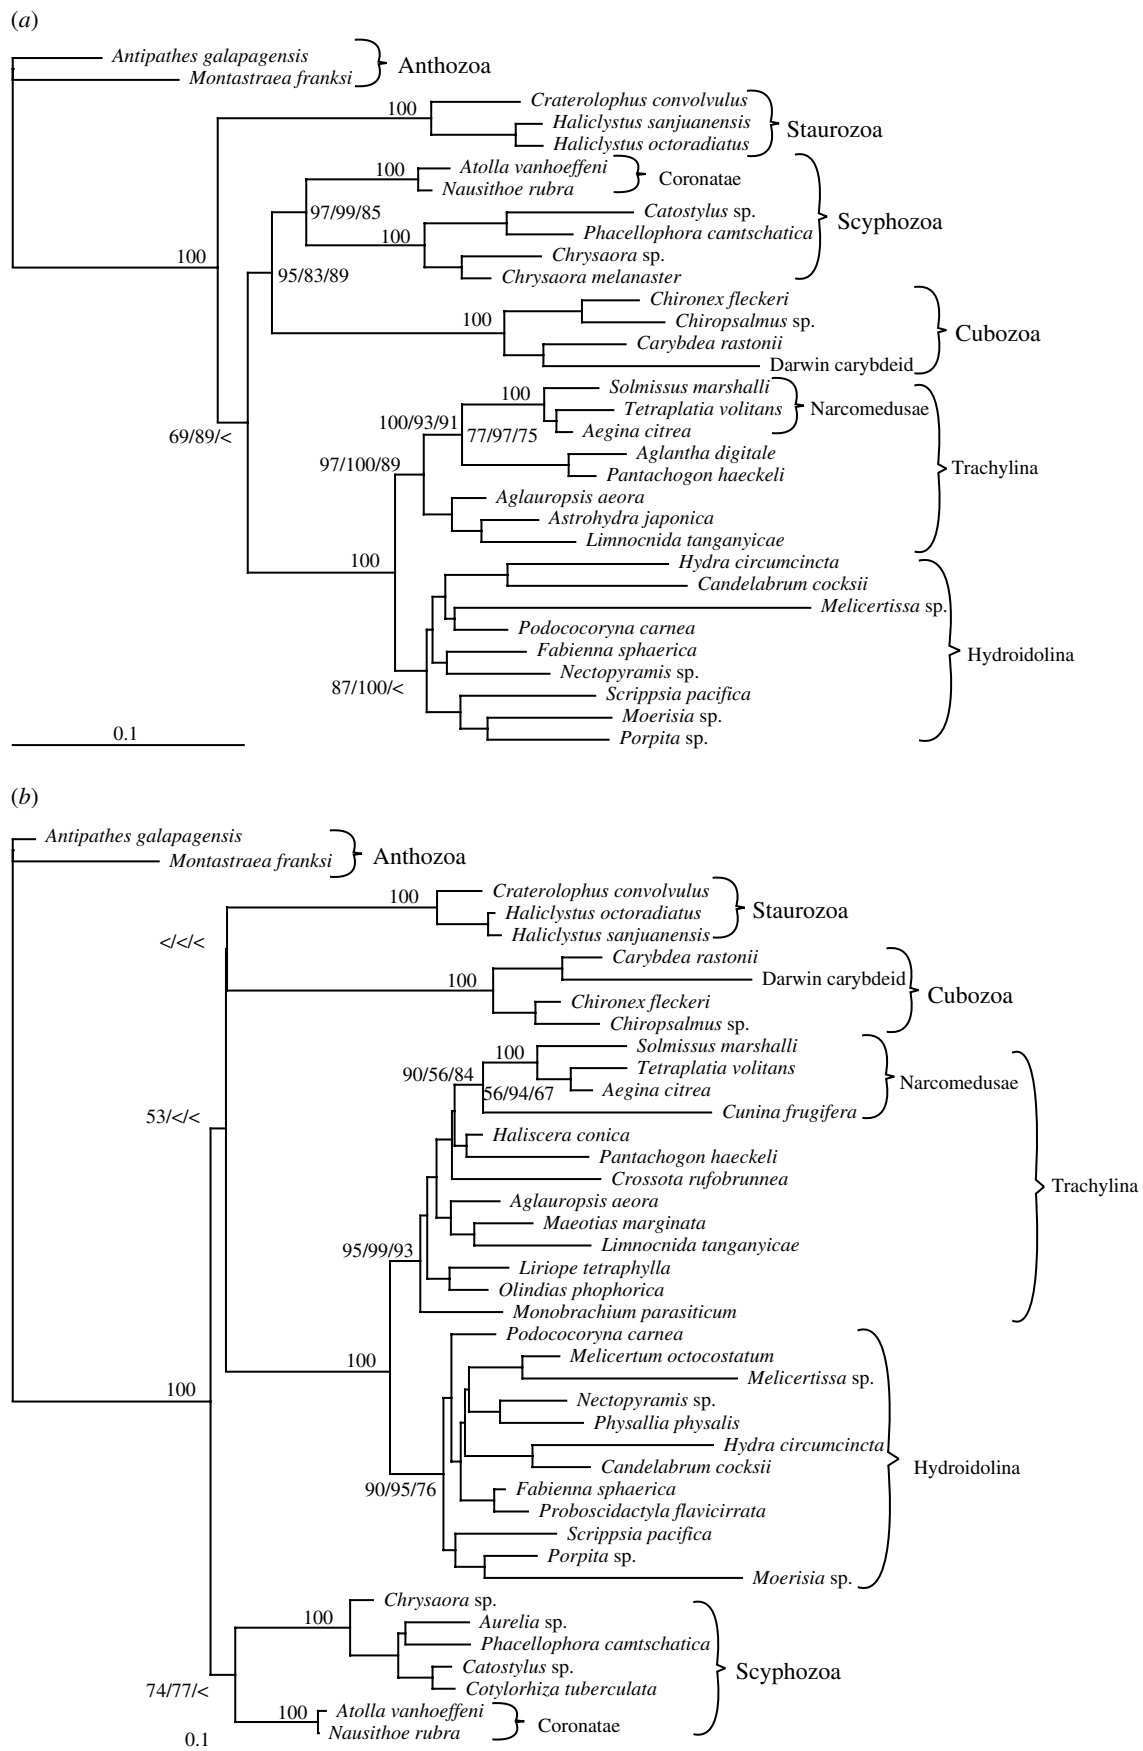 (a)
Antipathes galapagensis
Anthozoa
Montastraea franksi
Craterolophus convolvulus
100
Haliclystus sanjuanensis
Staurozoa
Haliclystus octoradiatus
Atolla vanhoeffeni
100
Coronatae
Nausithoe rubra
97/99/85
Catostylus sp.
Scyphozoa
100
Phacellophora camtschatica
100
Chrysaora sp.
95/83/89
Chrysaora melanaster
Chironex fleckeri
100
Chiropsalmus sp.
Cubozoa
Carybdea rastonii
Darwin carybdeid
Solmissus marshalli
100
Tetraplatia volitans
Narcomedusae
100/93/91
77/97/75
Aegina citrea
69/89/<
Aglantha digitale
97/100/89
Trachylina
Pantachogon haeckeli
Aglauropsis aeora
Astrohydra japonica
Limnocnida tanganyicae
100
Hydra circumcincta
Candelabrum cocksii
Melicertissa sp.
Podococoryna carnea
Fabienna sphaerica
Hydroidolina
Nectopyramis sp.
87/100/<
Scrippsia pacifica
Moerisia sp.
0.1
Porpita sp.
(b)
Antipathes galapagensis
Anthozoa
Montastraea franksi
Craterolophus convolvulus
100
Haliclystus octoradiatus
Staurozoa
Haliclystus sanjuanensis
</</<
Carybdea rastonii
100
Darwin carybdeid
Cubozoa
Chironex fleckeri
Chiropsalmus sp.
Solmissus marshalli
100
Tetraplatia volitans
90/56/84
Narcomedusae
56/94/67
Aegina citrea
53/</<
Cunina frugifera
Haliscera conica
Pantachogon haeckeli
Crossota rufobrunnea
Trachylina
Aglauropsis aeora
Maeotias marginata
Limnocnida tanganyicae
95/99/93
Liriope tetraphylla
Olindias phophorica
Monobrachium parasiticum
Podococoryna carnea
100
Melicertum octocostatum
Melicertissa sp.
100
Nectopyramis sp.
Physallia physalis
Hydra circumcincta
Candelabrum cocksii
Hydroidolina
90/95/76
Fabienna sphaerica
Proboscidactyla flavicirrata
Scrippsia pacifica
Porpita sp.
Moerisia sp.
Chrysaora sp.
100
Aurelia sp.
Phacellophora camtschatica
Catostylus sp.
Scyphozoa
74/77/<
Cotylorhiza tuberculata
100
Atolla vanhoeffeni
Coronatae
Nausithoe rubra
0.1